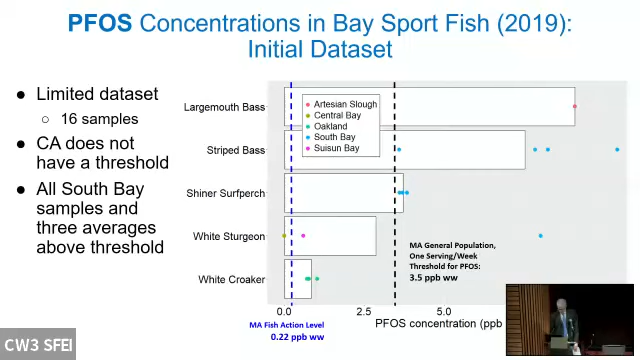 PFOS Concentrations in Bay Sport Fish (2019):
Initial Dataset
● Limited dataset
○ 16 samples
● CA does not
have a threshold
● All South Bay
samples and
three averages
above threshold
Largemouth Bass
Striped Bass
Shiner Surfperch
White Sturgeon
White Croaker
Artesian Slough
Central Bay
Oakland
South Bay
Suisun Bay
MA General Population,
One Serving/Week
Threshold for PFOS:
3.5 ppb ww
0.0
2.5
5.0
MA Fish Action Level
0.22 ppb ww
PFOS concentration (ppb
CW3 SFEI